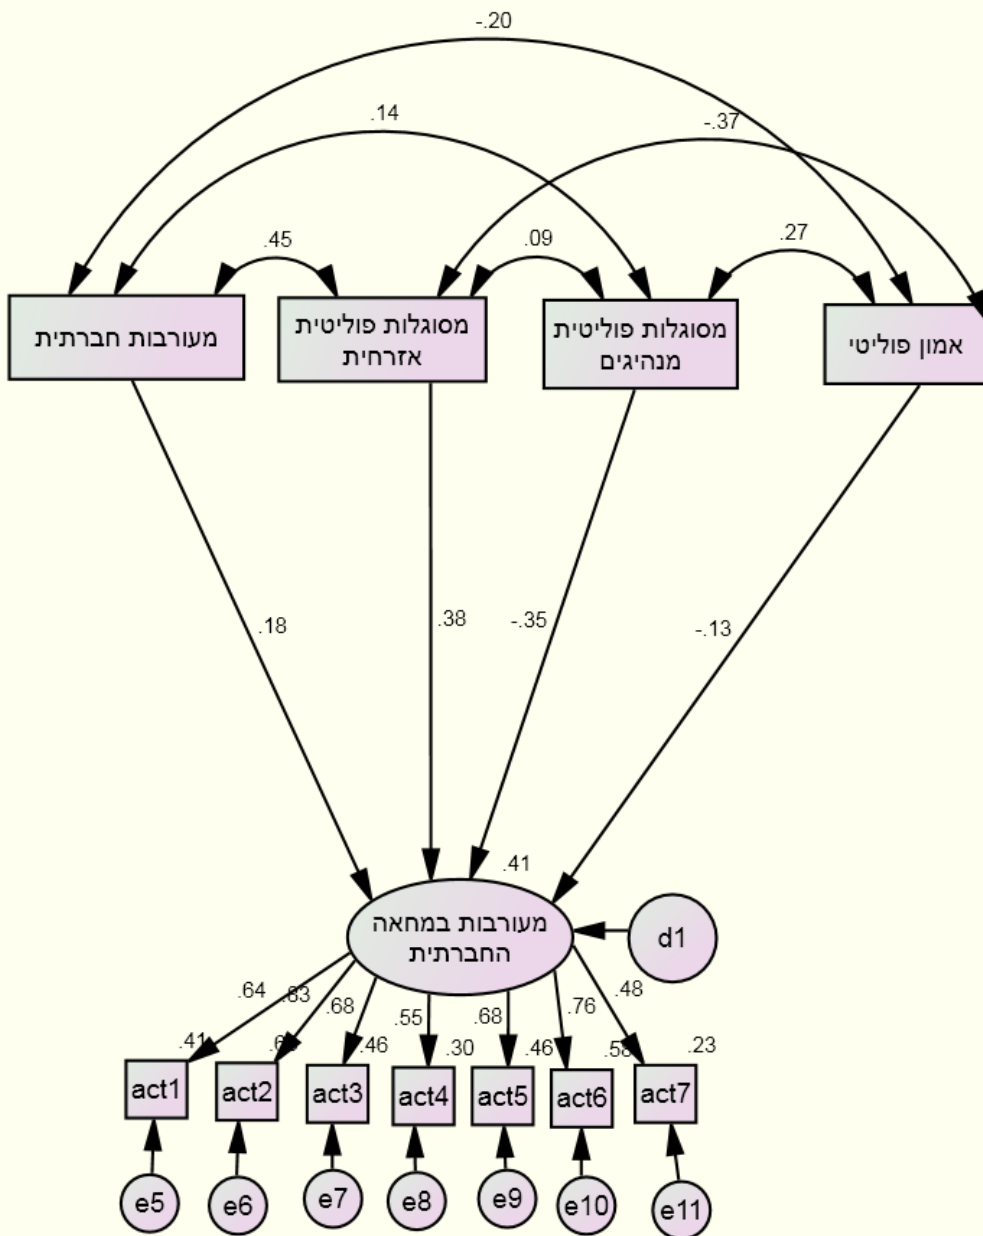 -.20
.14
-.37
.45
.09
.27
מעורבות חברתית
מסוגלות פוליטית
אזרחית
מסוגלות פוליטית
מנהיגים
אמון פוליטי
.18
.38
-.35
-.13
.41
מעורבות במחאה
החברתית
d1
.64
.83
.68
.55
.68
.76
.48
.41
.46
.30
.46
.58
.23
act1
act2
act3
act4
act5
act6
act7
e5
e6
e7
e8
e9
e10
e11